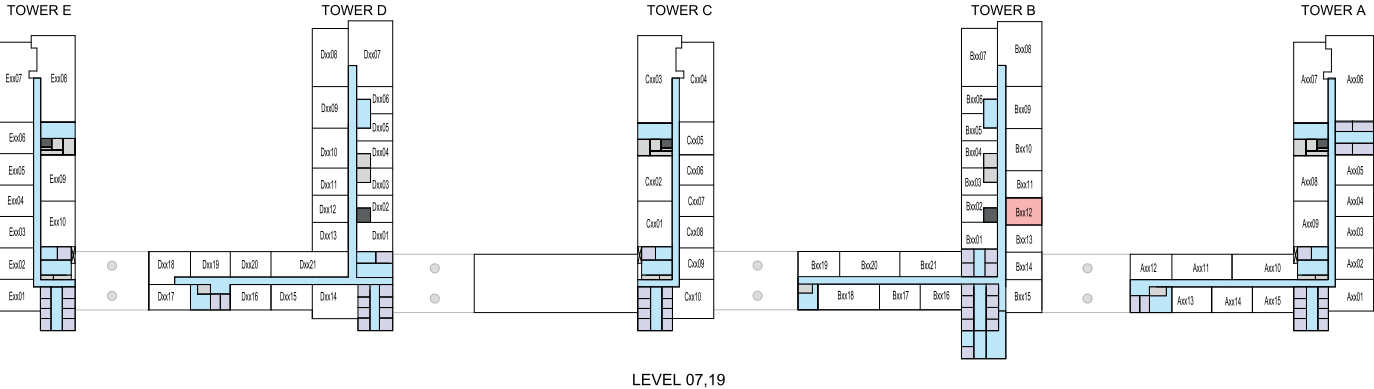 TOWER E TOWER D TOWER C TOWER B TOWER A
Exx07 Exx08
Exx06
Exx05 Exx09
Exx04
Exx03 Exx10
Exx02
Exx01
Dxx08 Dxx07
Dxx09 Dxx06
Dxx05
Dxx10 Dxx04
Dxx11 Dxx03
Dxx12 Dxx02
Dxx13 Dxx01
Dxx18 Dxx19 Dxx20 Dxx21
Dxx17 Dxx16 Dxx15 Dxx14
Cxx03 Cxx04
Cxx05
Cxx02 Cxx06
Cxx07
Cxx01 Cxx08
Cxx09
Cxx10
Bxx07 Bxx08
Bxx06 Bxx09
Bxx05
Bxx04 Bxx10
Bxx03 Bxx11
Bxx02 Bxx12
Bxx01 Bxx13
Bxx19 Bxx20 Bxx21 Bxx14
Bxx18 Bxx17 Bxx16 Bxx15
Axx07 Axx06
Axx08 Axx05
Axx04
Axx09 Axx03
Axx12 Axx11 Axx10 Axx02
Axx13 Axx14 Axx15 Axx01
LEVEL 07,19